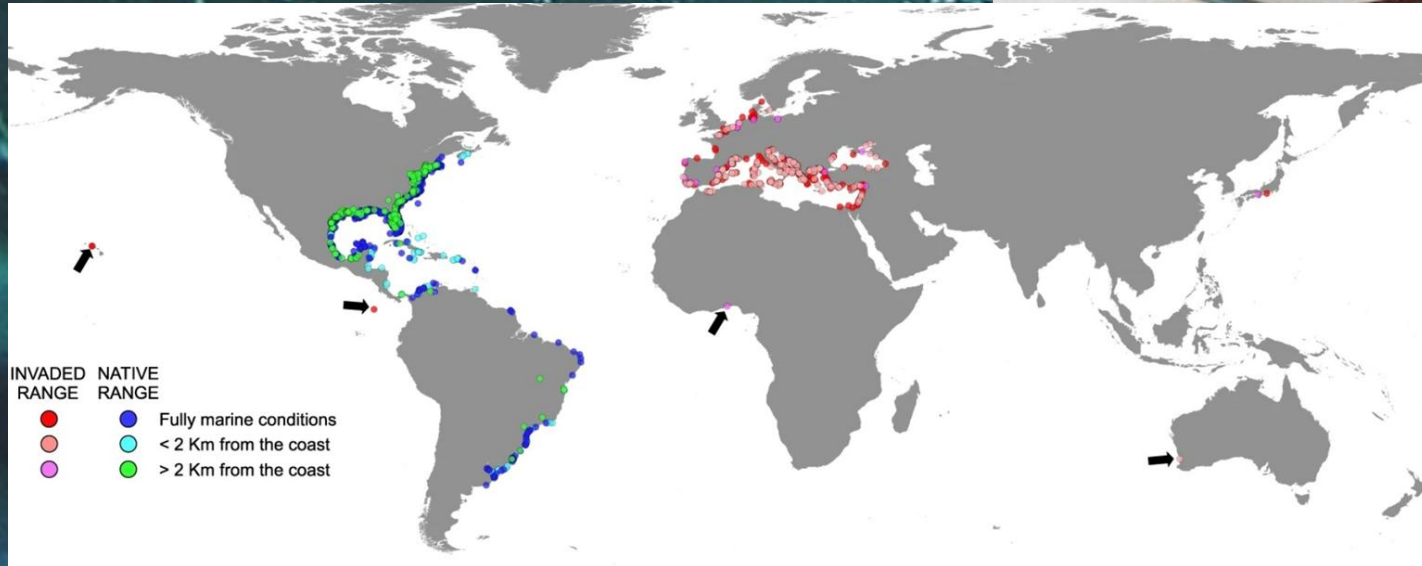 INVADED NATIVE
RANGE RANGE
Fully marine conditions
< 2 Km from the coast
> 2 Km from the coast